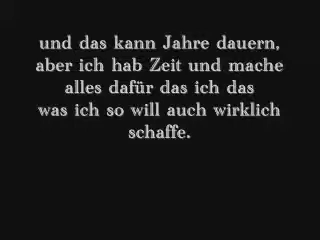 und das kann Jahre dauern,
aber ich hab Zeit und mache
alles dafür das ich das
was ich so will auch wirklich
schaffe.